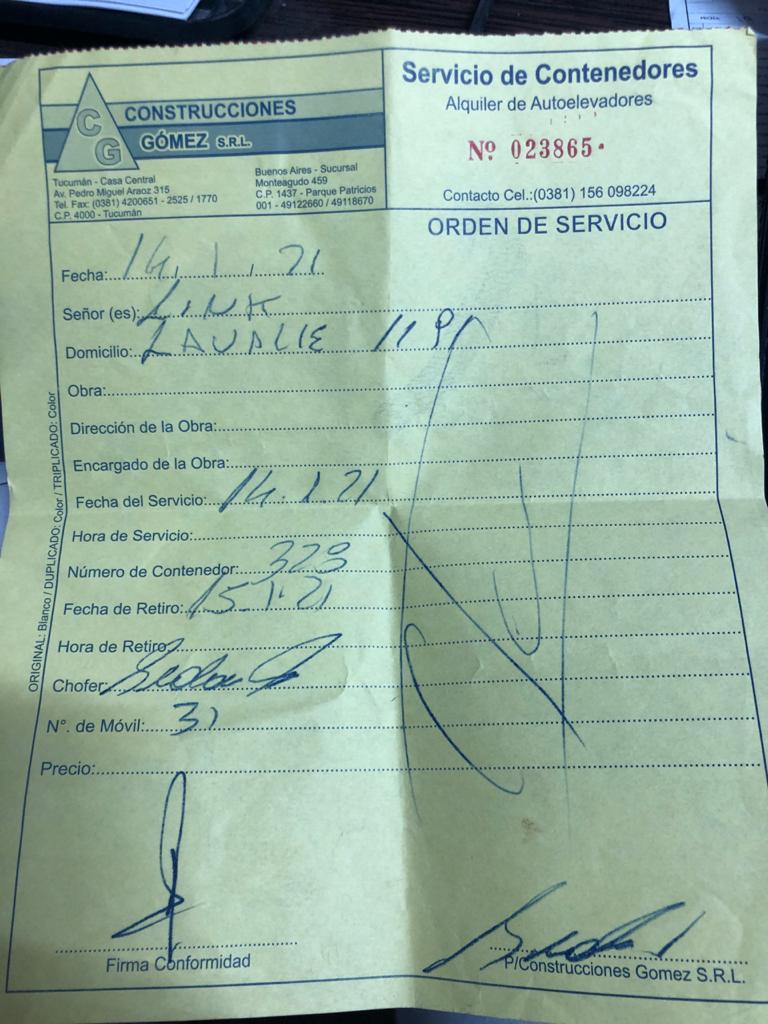 CG CONSTRUCCIONES
GÓMEZ S.R.L.
Tucumán - Casa Central
Av. Pedro Miguel Araoz 315
Tel. Fax: (0381) 4200651 - 2525 / 1770
C.P. 4000 - Tucumán
Buenos Aires - Sucursal
Monteagudo 459
C.P. 1437 - Parque Patricios
001 - 49122660 / 49118670
Servicio de Contenedores
Alquiler de Autoelevadores
Nº 023865
Contacto Cel.:(0381) 156 098224
ORDEN DE SERVICIO
Fecha: 14. 1. 21
Señor (es): LINK
Domicilio: LAVALLE
Obra:
Dirección de la Obra:
Encargado de la Obra:
Fecha del Servicio: 14. 1. 21
Hora de Servicio:
Número de Contenedor: 328
Fecha de Retiro: 15. 1. 21
Hora de Retiro
Chofer:
N°. de Móvil: 31
Precio:
ORIGINAL: Blanco / DUPLICADO: Color / TRIPLICADO: Color
Firma Conformidad
P/Construcciones Gomez S.R.L.